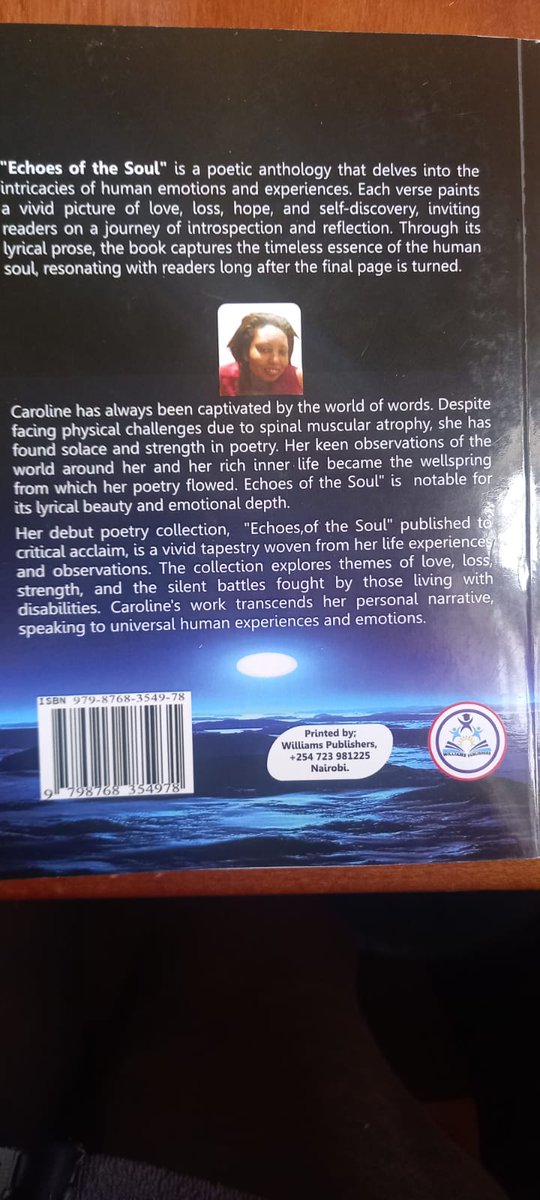 "Echoes of the Soul" is a poetic anthology that delves into the
intricacies of human emotions and experiences. Each verse paints
a vivid picture of love, loss, hope, and self-discovery, inviting
readers on a journey of introspection and reflection. Through its
lyrical prose, the book captures the timeless essence of the human
soul, resonating with readers long after the final page is turned.
Caroline has always been captivated by the world of words. Despite
facing physical challenges due to spinal muscular atrophy, she has
found solace and strength in poetry. Her keen observations of the
world around her and her rich inner life became the wellspring
from which her poetry flowed. Echoes of the Soul" is notable for
its lyrical beauty and emotional depth.
Her debut poetry collection, "Echoes,of the Soul" published to
critical acclaim, is a vivid tapestry woven from her life experiences
and observations. The collection explores themes of love, loss,
strength, and the silent battles fought by those living with
disabilities. Caroline's work transcends her personal narrative,
speaking to universal human experiences and emotions.
ISBN 979-8768-3549-78
9 798768 354978
Printed by;
Williams Publishers,
+254 723 981225
Nairobi.
WILLIAMS PUBLISHERS